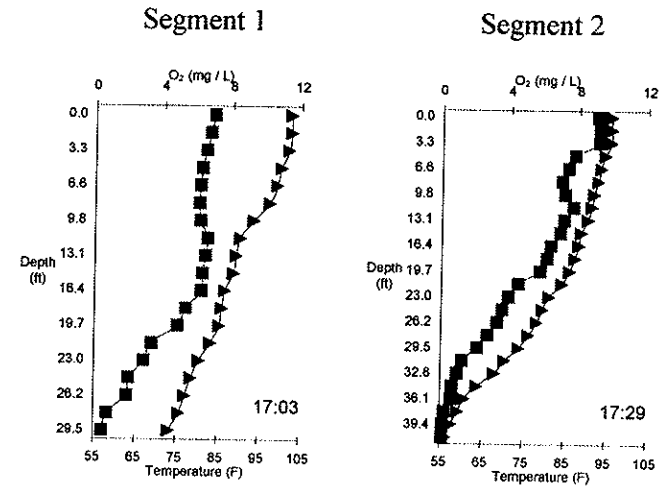 Segment 1
O₂ (mg / L)
0 4 8 12
0.0
3.3
6.6
9.8
13.1
16.4
19.7
23.0
26.2
29.5
Depth
(ft)
17:03
55 65 75 85 95 105
Temperature (F)
Segment 2
O₂ (mg / L)
0 4 8 12
0.0
3.3
6.6
9.8
13.1
16.4
19.7
23.0
26.2
29.5
32.8
36.1
39.4
Depth
(ft)
17:29
55 65 75 85 95 105
Temperature (F)